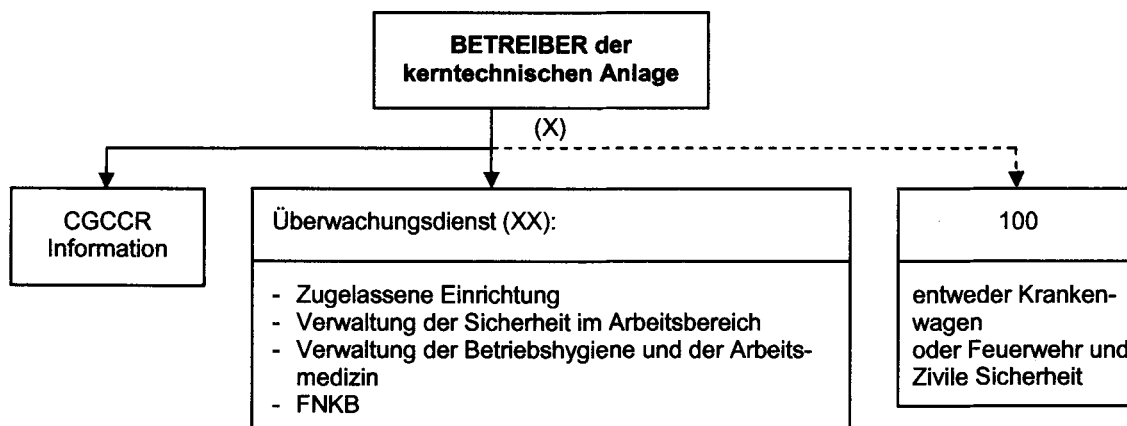 BETREIBER der
kerntechnischen Anlage
(X)
CGCCR
Information
Überwachungsdienst (XX):
- Zugelassene Einrichtung
- Verwaltung der Sicherheit im Arbeitsbereich
- Verwaltung der Betriebshygiene und der Arbeits-
medizin
- FNKB
100
entweder Kranken-
wagen
oder Feuerwehr und
Zivile Sicherheit